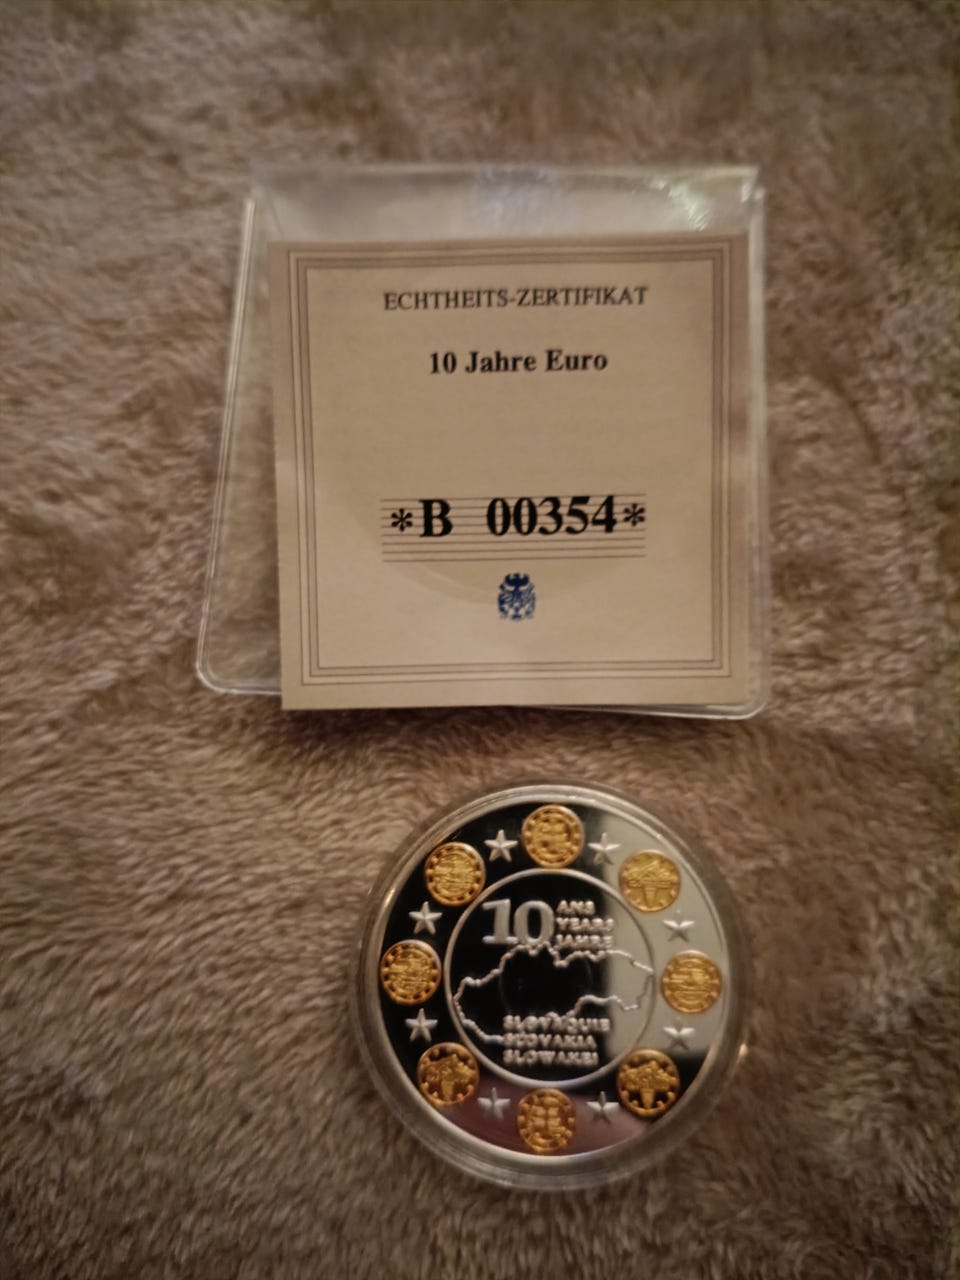 ECHTHEITS-ZERTIFIKAT
10 Jahre Euro
*B 00354*
10 ANS
YEARS
JAHRE
SLOVAQUIE
SLOVAKIA
SLOWAKEI